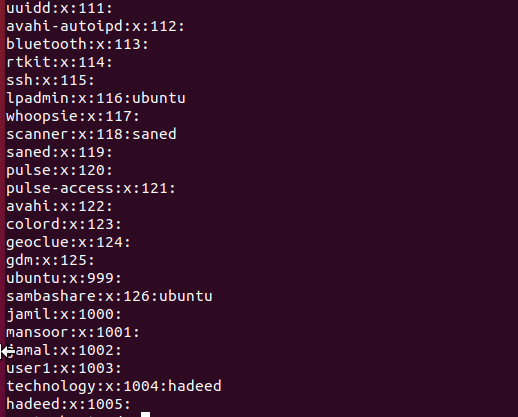 uuidd:x:111:
avahi-autoipd:x:112:
bluetooth:x:113:
rtkit:x:114:
ssh:x:115:
lpadmin:x:116:ubuntu
whoopsie:x:117:
scanner:x:118:saned
saned:x:119:
pulse:x:120:
pulse-access:x:121:
avahi:x:122:
colord:x:123:
geoclue:x:124:
gdm:x:125:
ubuntu:x:999:
sambashare:x:126:ubuntu
jamil:x:1000:
mansoor:x:1001:
jamal:x:1002:
user1:x:1003:
technology:x:1004:hadeed
hadeed:x:1005: